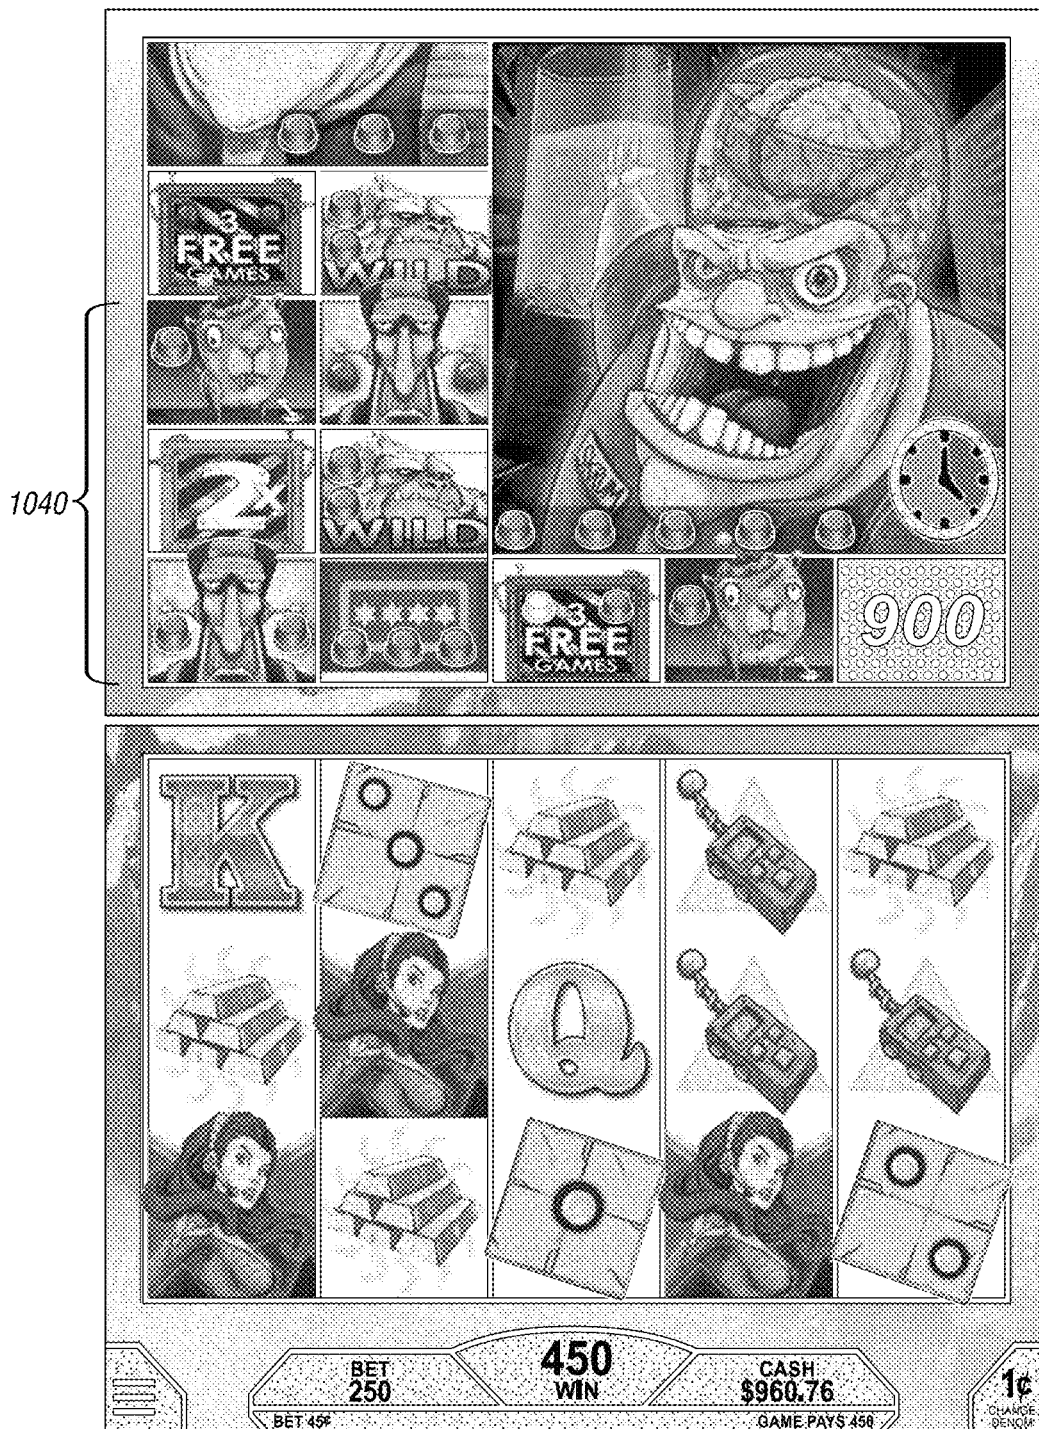 3
FREE
GAMES
WILD
1040
2x
WILD
3
FREE
GAMES
900
K
Q
BET
250
450
WIN
CASH
$960.76
1¢
CHANGE
DENOM
BET 45¢
GAME PAYS 450